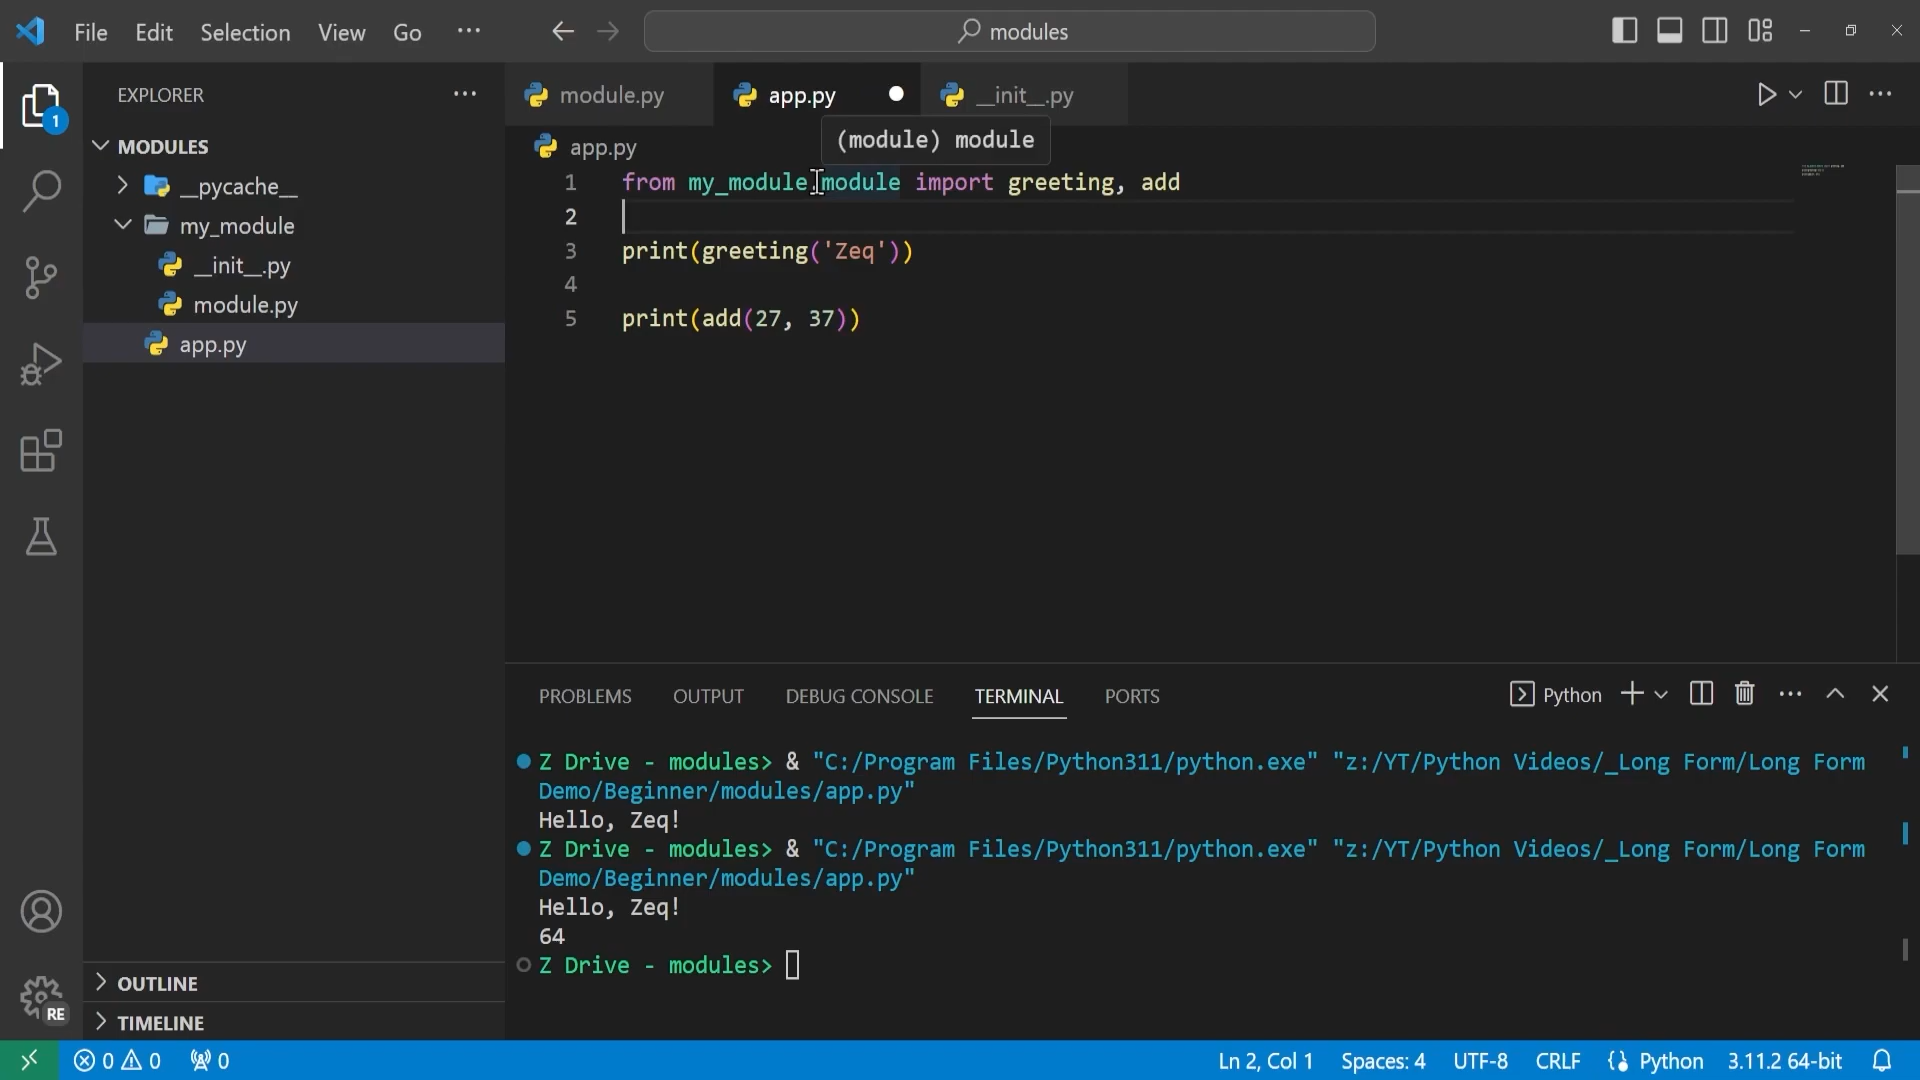 File Edit Selection View Go ··· modules
EXPLORER ···
MODULES
__pycache__
my_module
__init__.py
module.py
app.py
OUTLINE
TIMELINE
1
RE
module.py app.py __init__.py
app.py
(module) module
1 from my_module.module import greeting, add
2
3 print(greeting('Zeq'))
4
5 print(add(27, 37))
PROBLEMS OUTPUT DEBUG CONSOLE TERMINAL PORTS Python
Z Drive - modules> & "C:/Program Files/Python311/python.exe" "z:/YT/Python Videos/_Long Form/Long Form
Demo/Beginner/modules/app.py"
Hello, Zeq!
Z Drive - modules> & "C:/Program Files/Python311/python.exe" "z:/YT/Python Videos/_Long Form/Long Form
Demo/Beginner/modules/app.py"
Hello, Zeq!
64
Z Drive - modules>
0 0 0 Ln 2, Col 1 Spaces: 4 UTF-8 CRLF Python 3.11.2 64-bit